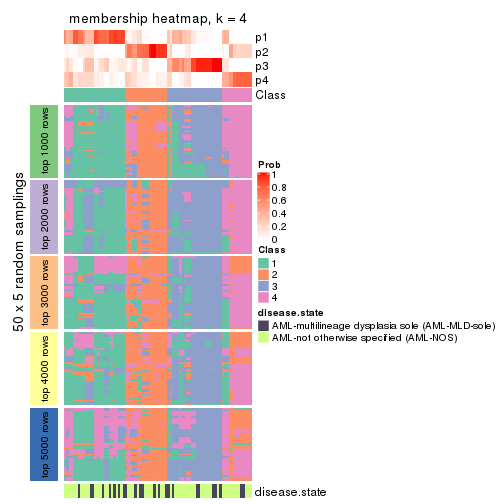 membership heatmap, k = 4
p1
p2
p3
p4
Class
50 x 5 random samplings
top 1000 rows
top 2000 rows
top 3000 rows
top 4000 rows
top 5000 rows
Prob
1
0.8
0.6
0.4
0.2
0
Class
1
2
3
4
disease.state
AML-multilineage dysplasia sole (AML-MLD-sole)
AML-not otherwise specified (AML-NOS)
disease.state